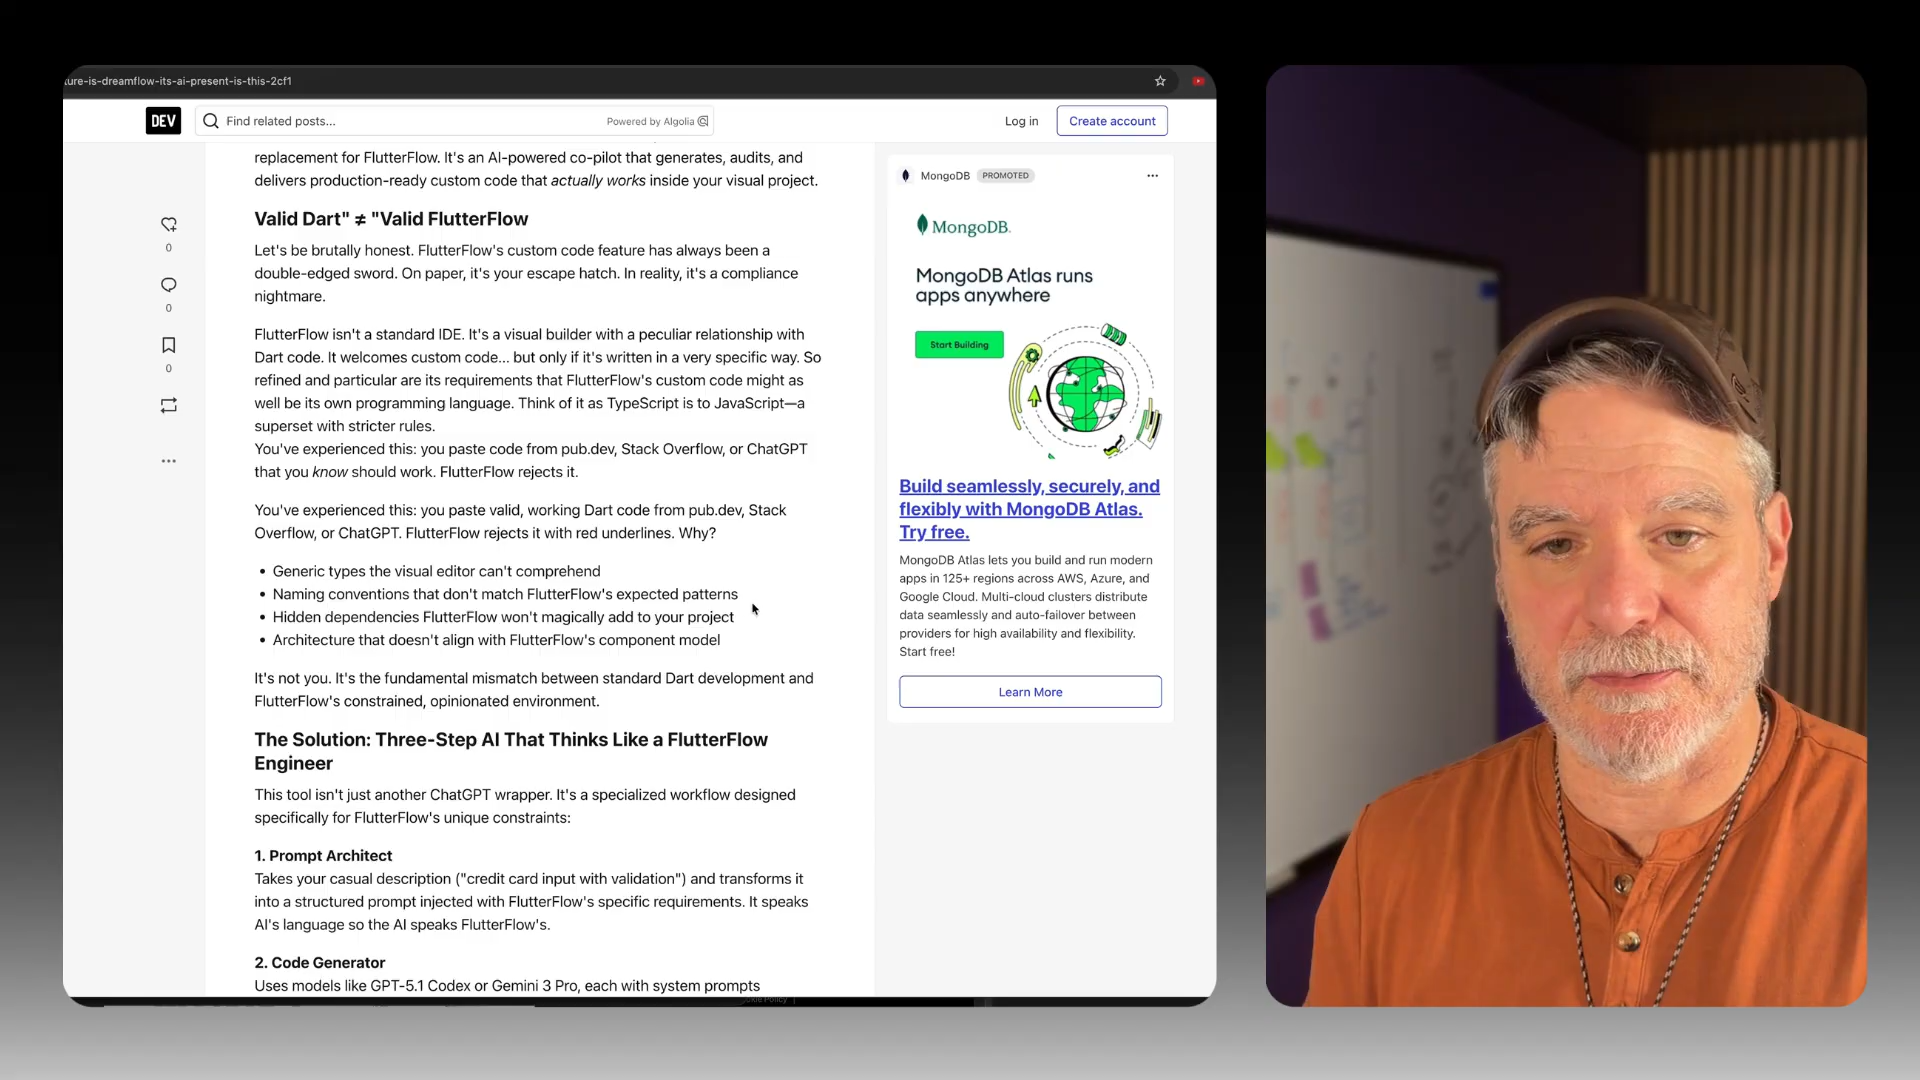 ure-is-dreamflow-its-ai-present-is-this-2cf1
DEV
Find related posts...
Powered by Algolia
Log in
Create account
replacement for FlutterFlow. It's an AI-powered co-pilot that generates, audits, and
delivers production-ready custom code that actually works inside your visual project.
Valid Dart" ≠ "Valid FlutterFlow
Let's be brutally honest. FlutterFlow's custom code feature has always been a
double-edged sword. On paper, it's your escape hatch. In reality, it's a compliance
nightmare.
FlutterFlow isn't a standard IDE. It's a visual builder with a peculiar relationship with
Dart code. It welcomes custom code... but only if it's written in a very specific way. So
refined and particular are its requirements that FlutterFlow's custom code might as
well be its own programming language. Think of it as TypeScript is to JavaScript—a
superset with stricter rules.
You've experienced this: you paste code from pub.dev, Stack Overflow, or ChatGPT
that you know should work. FlutterFlow rejects it.
You've experienced this: you paste valid, working Dart code from pub.dev, Stack
Overflow, or ChatGPT. FlutterFlow rejects it with red underlines. Why?
• Generic types the visual editor can't comprehend
• Naming conventions that don't match FlutterFlow's expected patterns
• Hidden dependencies FlutterFlow won't magically add to your project
• Architecture that doesn't align with FlutterFlow's component model
It's not you. It's the fundamental mismatch between standard Dart development and
FlutterFlow's constrained, opinionated environment.
The Solution: Three-Step AI That Thinks Like a FlutterFlow
Engineer
This tool isn't just another ChatGPT wrapper. It's a specialized workflow designed
specifically for FlutterFlow's unique constraints:
1. Prompt Architect
Takes your casual description ("credit card input with validation") and transforms it
into a structured prompt injected with FlutterFlow's specific requirements. It speaks
AI's language so the AI speaks FlutterFlow's.
2. Code Generator
Uses models like GPT-5.1 Codex or Gemini 3 Pro, each with system prompts
0
0
0
MongoDB PROMOTED
MongoDB.
MongoDB Atlas runs
apps anywhere
Start Building
Build seamlessly, securely, and
flexibly with MongoDB Atlas.
Try free.
MongoDB Atlas lets you build and run modern
apps in 125+ regions across AWS, Azure, and
Google Cloud. Multi-cloud clusters distribute
data seamlessly and auto-failover between
providers for high availability and flexibility.
Start free!
Learn More